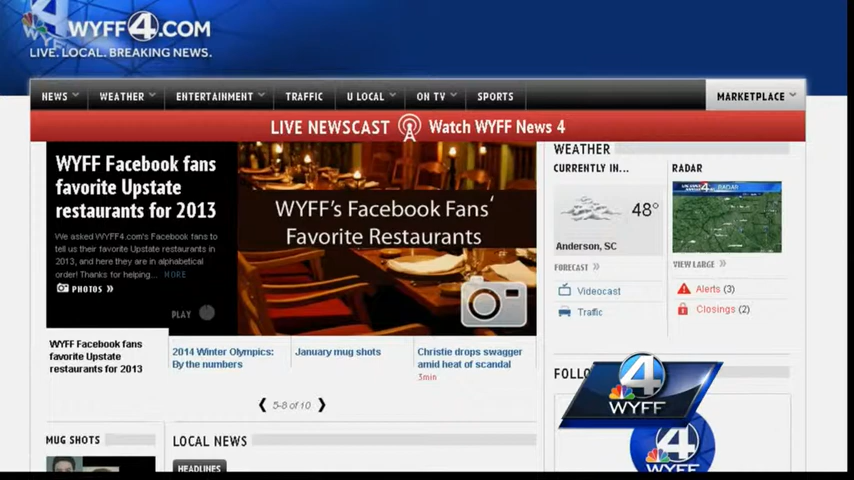 WYFF4.COM
LIVE. LOCAL. BREAKING NEWS.
NEWS WEATHER ENTERTAINMENT TRAFFIC U LOCAL ON TV SPORTS MARKETPLACE
LIVE NEWSCAST Watch WYFF News 4
WYFF Facebook fans
favorite Upstate
restaurants for 2013
We asked WYFF4.com's Facebook fans to
tell us their favorite Upstate restaurants in
2013, and here they are in alphabetical
order! Thanks for helping... MORE
PHOTOS »
PLAY
WYFF's Facebook Fans'
Favorite Restaurants
WYFF Facebook fans
favorite Upstate
restaurants for 2013
2014 Winter Olympics:
By the numbers
January mug shots
Christie drops swagger
amid heat of scandal
3min
5-8 of 10
MUG SHOTS
LOCAL NEWS
HEADLINES
WEATHER
CURRENTLY IN...
48°
Anderson, SC
FORECAST »
Videocast
Traffic
RADAR
4 RADAR
VIEW LARGE »
Alerts (3)
Closings (2)
FOLLO
4
WYFF
4
WYFF